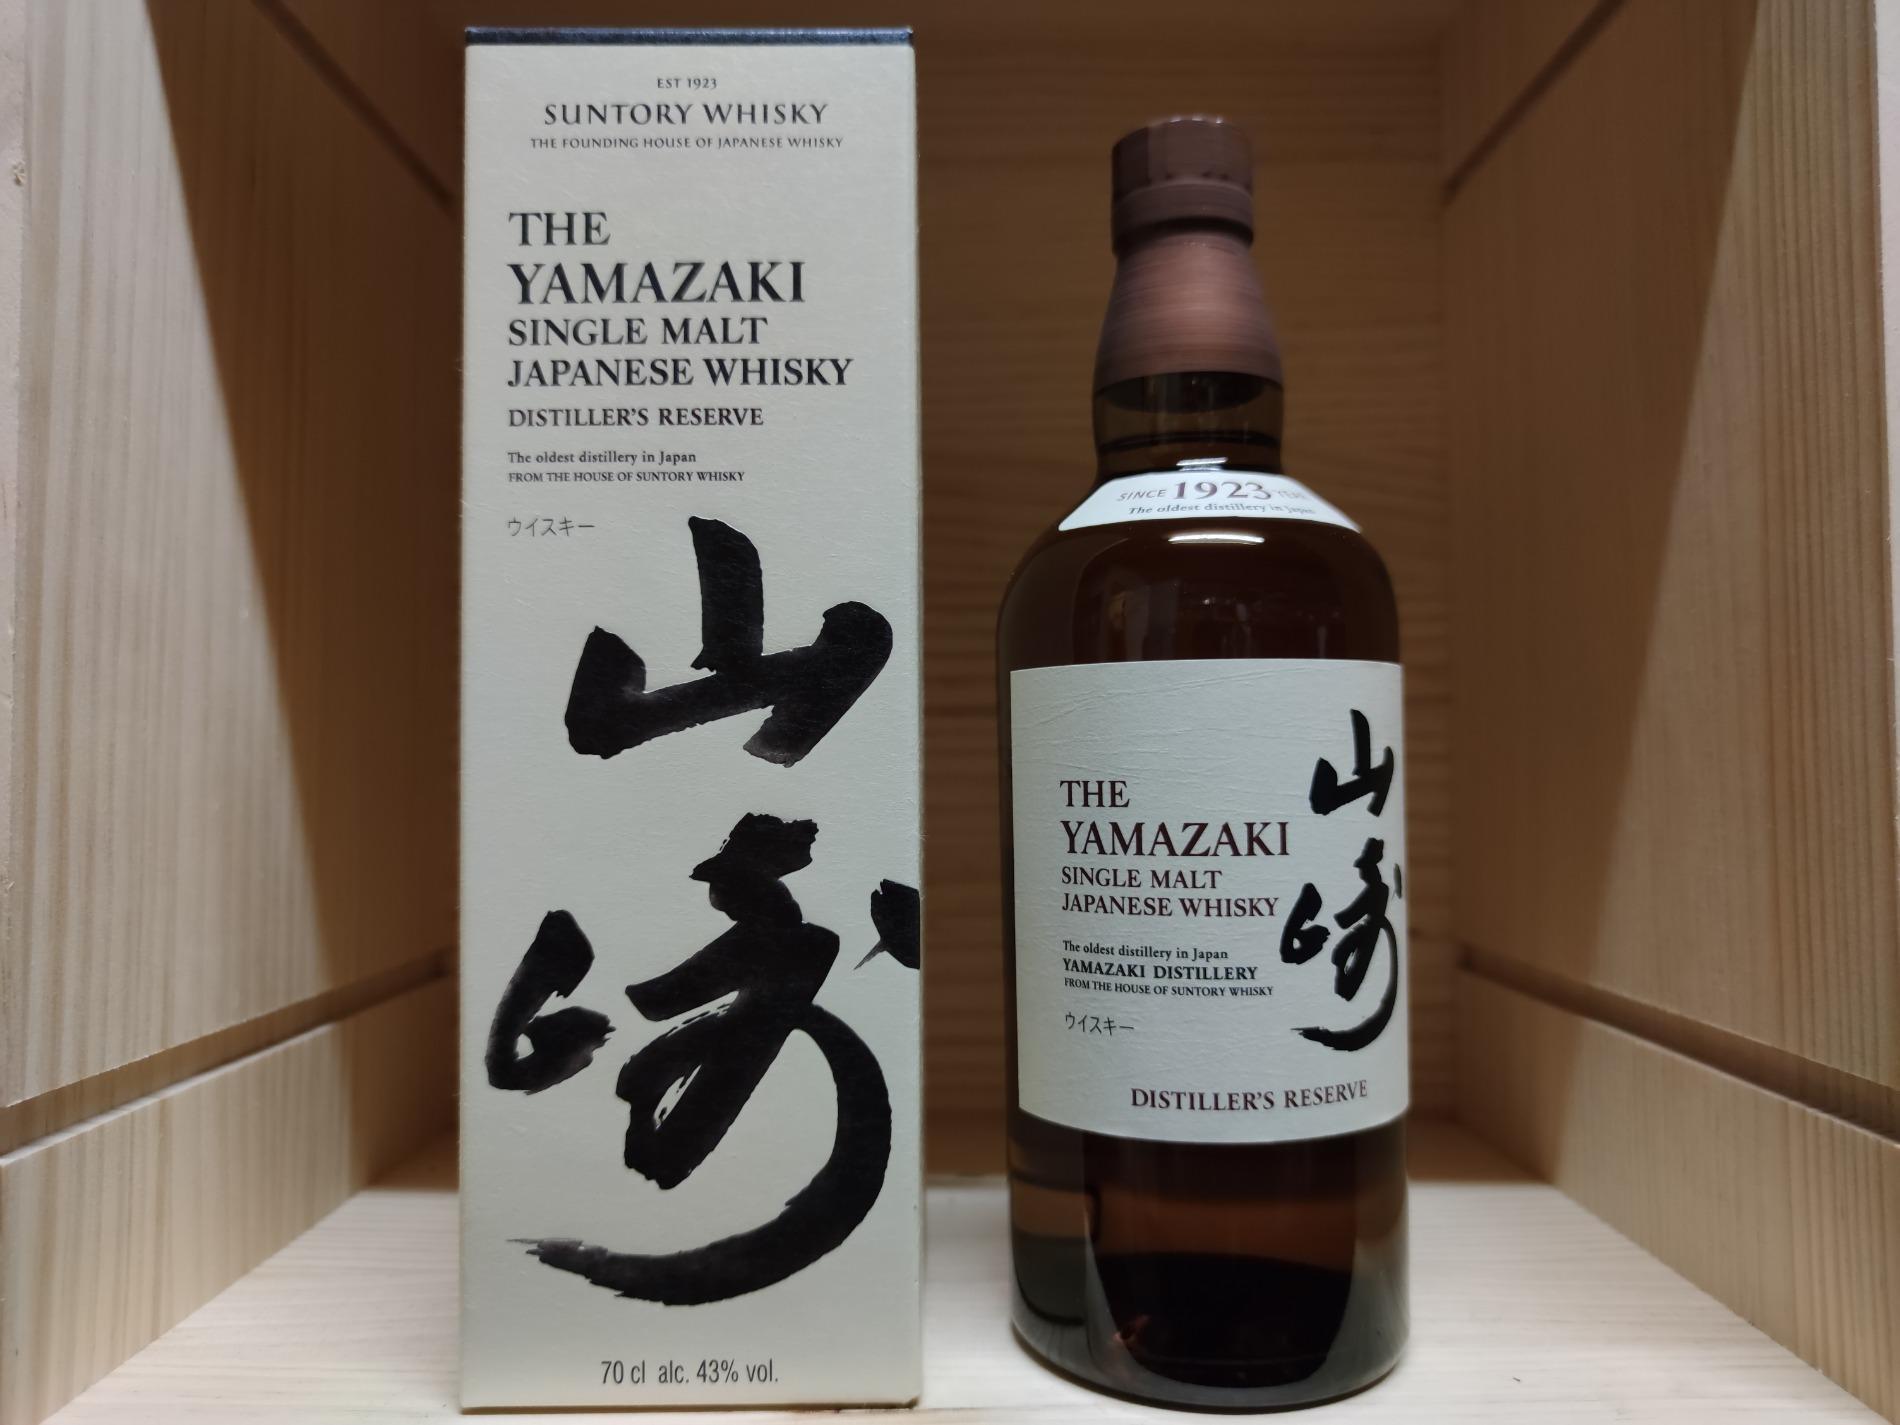 EST 1923
SUNTORY WHISKY
THE FOUNDING HOUSE OF JAPANESE WHISKY
THE
YAMAZAKI
SINGLE MALT
JAPANESE WHISKY
DISTILLER'S RESERVE
The oldest distillery in Japan
FROM THE HOUSE OF SUNTORY WHISKY
ウイスキー
山
崎
70 cl alc. 43% vol.
SINCE 1923 YEAR
The oldest distillery in Japan
THE
YAMAZAKI
SINGLE MALT
JAPANESE WHISKY
The oldest distillery in Japan
YAMAZAKI DISTILLERY
FROM THE HOUSE OF SUNTORY WHISKY
ウイスキー
山
崎
DISTILLER'S RESERVE